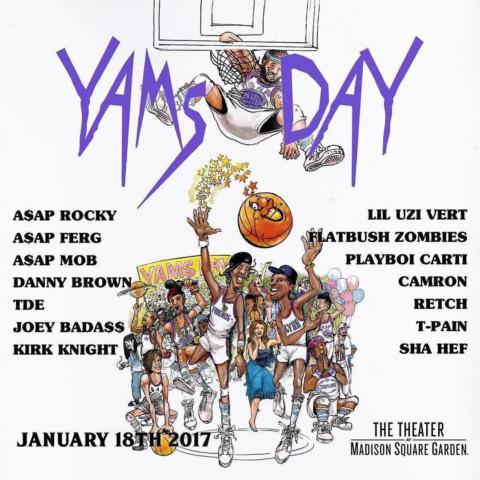 YAMS DAY
A$AP ROCKY
A$AP FERG
A$AP MOB
DANNY BROWN
TDE
JOEY BADA$$
KIRK KNIGHT
LIL UZI VERT
FLATBUSH ZOMBIES
PLAYBOI CARTI
CAMRON
RETCH
T-PAIN
SHA HEF
YAMS
JANUARY 18TH 2017
THE THEATER
AT
MADISON SQUARE GARDEN.